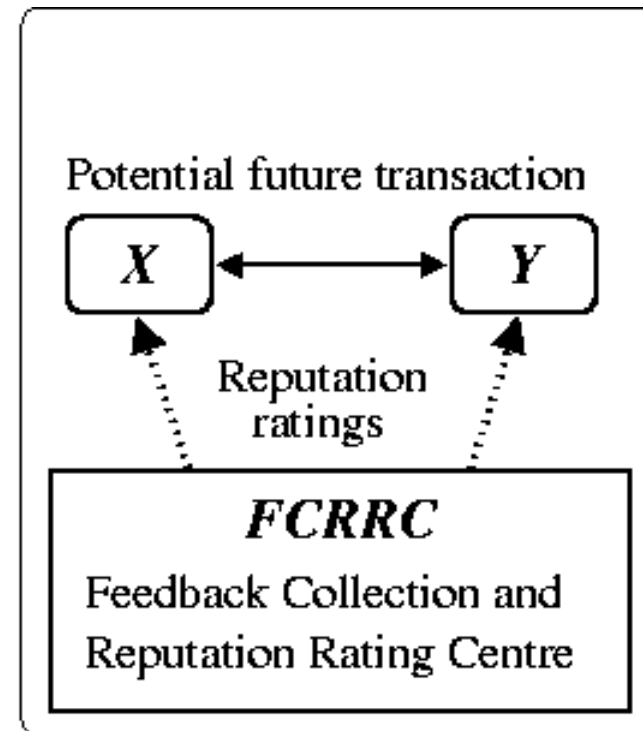 Potential future transaction
X Y
Reputation
ratings
FCRRC
Feedback Collection and
Reputation Rating Centre